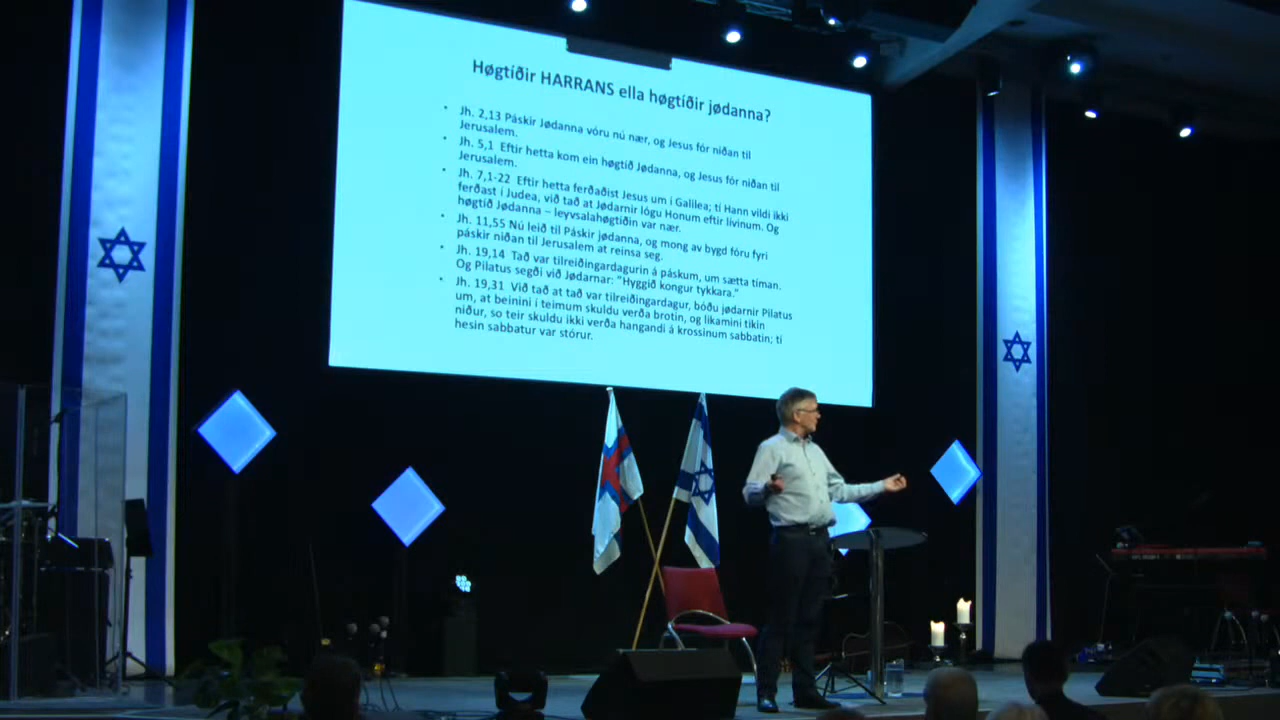 Høgtíðir HARRANS ella høgtíðir jødanna?
• Jh. 2,13 Páskir Jødanna vóru nú nær, og Jesus fór niðan til
Jerusalem.
• Jh. 5,1 Eftir hetta kom ein høgtíð Jødanna, og Jesus fór niðan til
Jerusalem.
• Jh. 7,1-22 Eftir hetta ferðaðist Jesus um í Galilea; tí Hann vildi ikki
ferðast í Judea, við tað at Jødarnir lógu Honum eftir lívinum. Og
høgtíð Jødanna – leyvsalahøgtíðin var nær.
• Jh. 11,55 Nú leið til Páskir jødanna, og mong av bygd fóru fyri
páskir niðan til Jerusalem at reinsa seg.
• Jh. 19,14 Tað var tilreiðingardagurin á páskum, um sætta tíman.
Og Pilatus segði við Jødarnar: "Hyggið kongur tykkara."
• Jh. 19,31 Við tað at tað var tilreiðingardagur, bóðu jødarnir Pilatus
um, at beinini í teimum skuldu verða brotin, og likamini tikin
niður, so teir skuldu ikki verða hangandi á krossinum sabbatin; tí
hesin sabbatur var stórur.